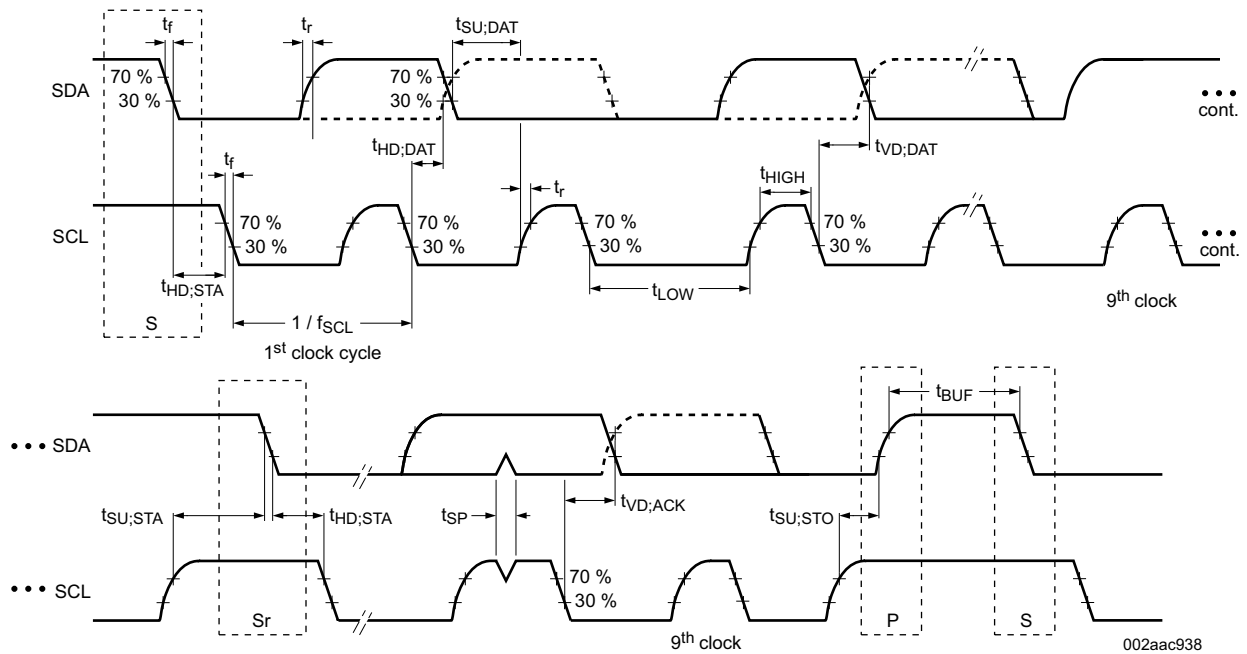 tf tr tSU;DAT
SDA 70 % 30 % 70 % 30 % ••• cont.
tHD;DAT tVD;DAT
tf tr tHIGH
SCL 70 % 30 % 70 % 30 % 70 % 30 % 70 % 30 % ••• cont.
tHD;STA tLOW 9th clock
S 1 / fSCL
1st clock cycle
tBUF
••• SDA
tSU;STA tHD;STA tSP tVD;ACK tSU;STO
••• SCL 70 % 30 %
Sr 9th clock P S
002aac938